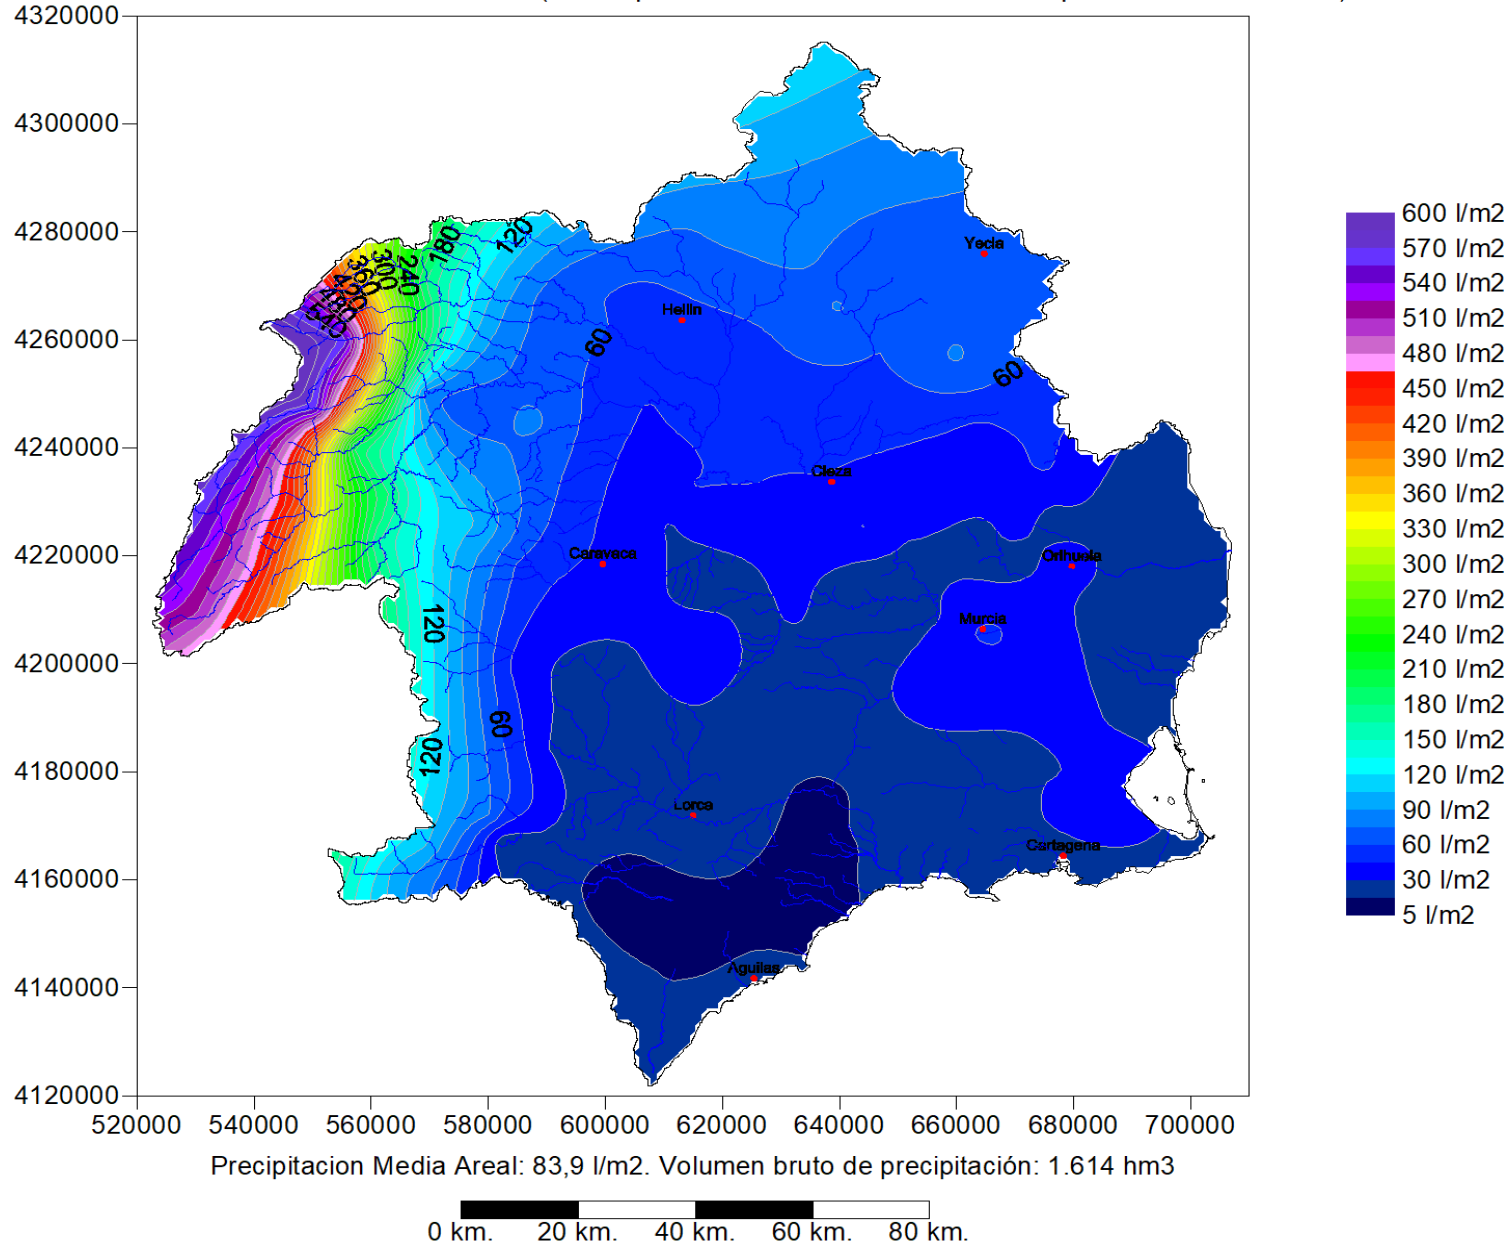 4320000
4300000
4280000
4260000
4240000
4220000
4200000
4180000
4160000
4140000
4120000
520000 540000 560000 580000 600000 620000 640000 660000 680000 700000
180
120
240
300
360
420
480
540
60
60
120
120
60
Yecla
Hellin
Cieza
Caravaca
Orihuela
Murcia
Lorca
Cartagena
Aguilas
600 l/m2
570 l/m2
540 l/m2
510 l/m2
480 l/m2
450 l/m2
420 l/m2
390 l/m2
360 l/m2
330 l/m2
300 l/m2
270 l/m2
240 l/m2
210 l/m2
180 l/m2
150 l/m2
120 l/m2
90 l/m2
60 l/m2
30 l/m2
5 l/m2
Precipitacion Media Areal: 83,9 l/m2. Volumen bruto de precipitación: 1.614 hm3
0 km. 20 km. 40 km. 60 km. 80 km.